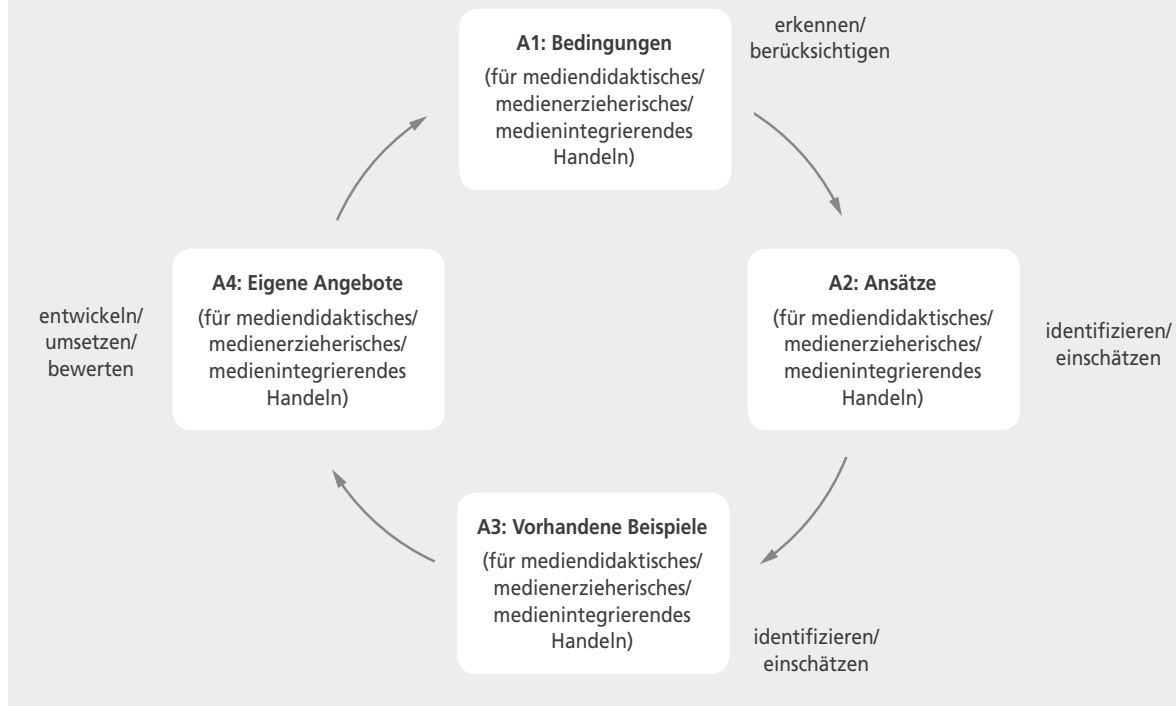 A1: Bedingungen
(für mediendidaktisches/
medienerzieherisches/
medienintegrierendes
Handeln)
erkennen/
berücksichtigen
A2: Ansätze
(für mediendidaktisches/
medienerzieherisches/
medienintegrierendes
Handeln)
identifizieren/
einschätzen
A3: Vorhandene Beispiele
(für mediendidaktisches/
medienerzieherisches/
medienintegrierendes
Handeln)
identifizieren/
einschätzen
A4: Eigene Angebote
(für mediendidaktisches/
medienerzieherisches/
medienintegrierendes
Handeln)
entwickeln/
umsetzen/
bewerten